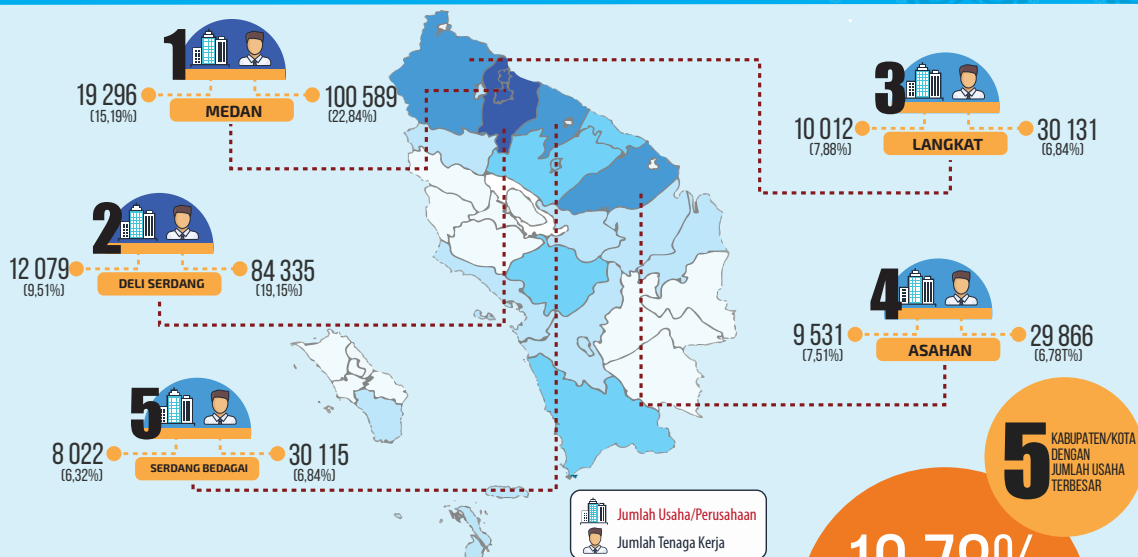 1
19 296
(15,19%)
MEDAN
100 589
(22,84%)
2
12 079
(9,51%)
DELI SERDANG
84 335
(19,15%)
5
8 022
(6,32%)
SERDANG BEDAGAI
30 115
(6,84%)
3
10 012
(7,88%)
LANGKAT
30 131
(6,84%)
4
9 531
(7,51%)
ASAHAN
29 866
(6,78T%)
5
KABUPATEN/KOTA
DENGAN
JUMLAH USAHA
TERBESAR
Jumlah Usaha/Perusahaan
Jumlah Tenaga Kerja